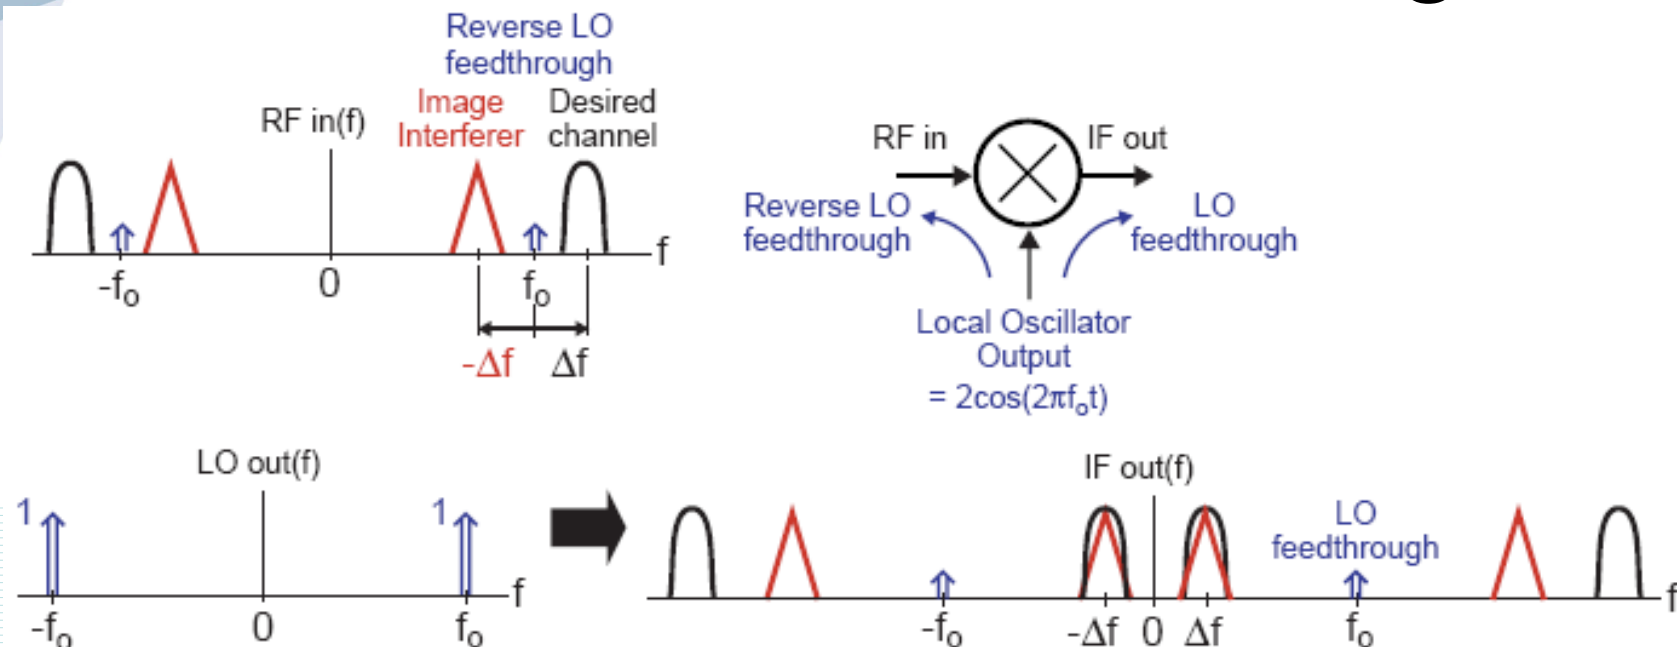 Reverse LO
feedthrough
Image
Interferer
Desired
channel
RF in(f)
f
-fo
0
fo
-Δf
Δf
RF in
IF out
Reverse LO
feedthrough
LO
feedthrough
Local Oscillator
Output
= 2cos(2πfot)
LO out(f)
1
1
f
-fo
0
fo
IF out(f)
LO
feedthrough
f
-fo
-Δf
0
Δf
fo